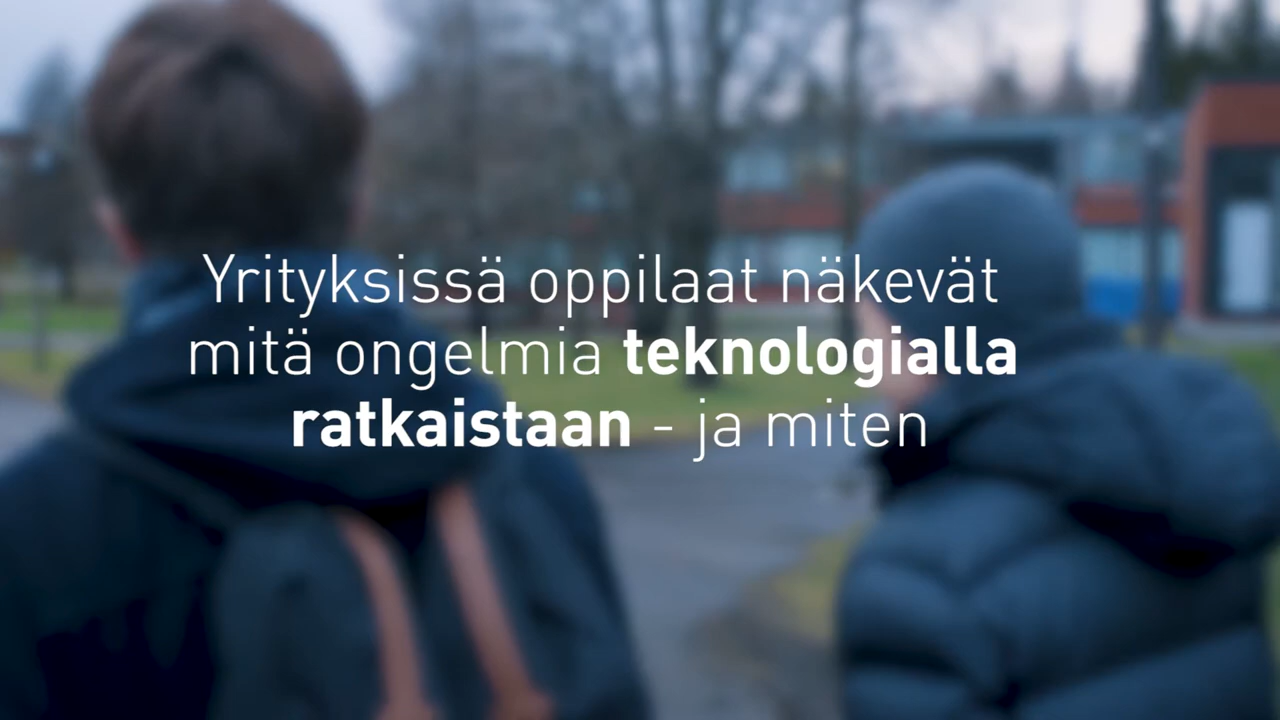 Yrityksissä oppilaat näkevät
mitä ongelmia teknologialla
ratkaistaan - ja miten